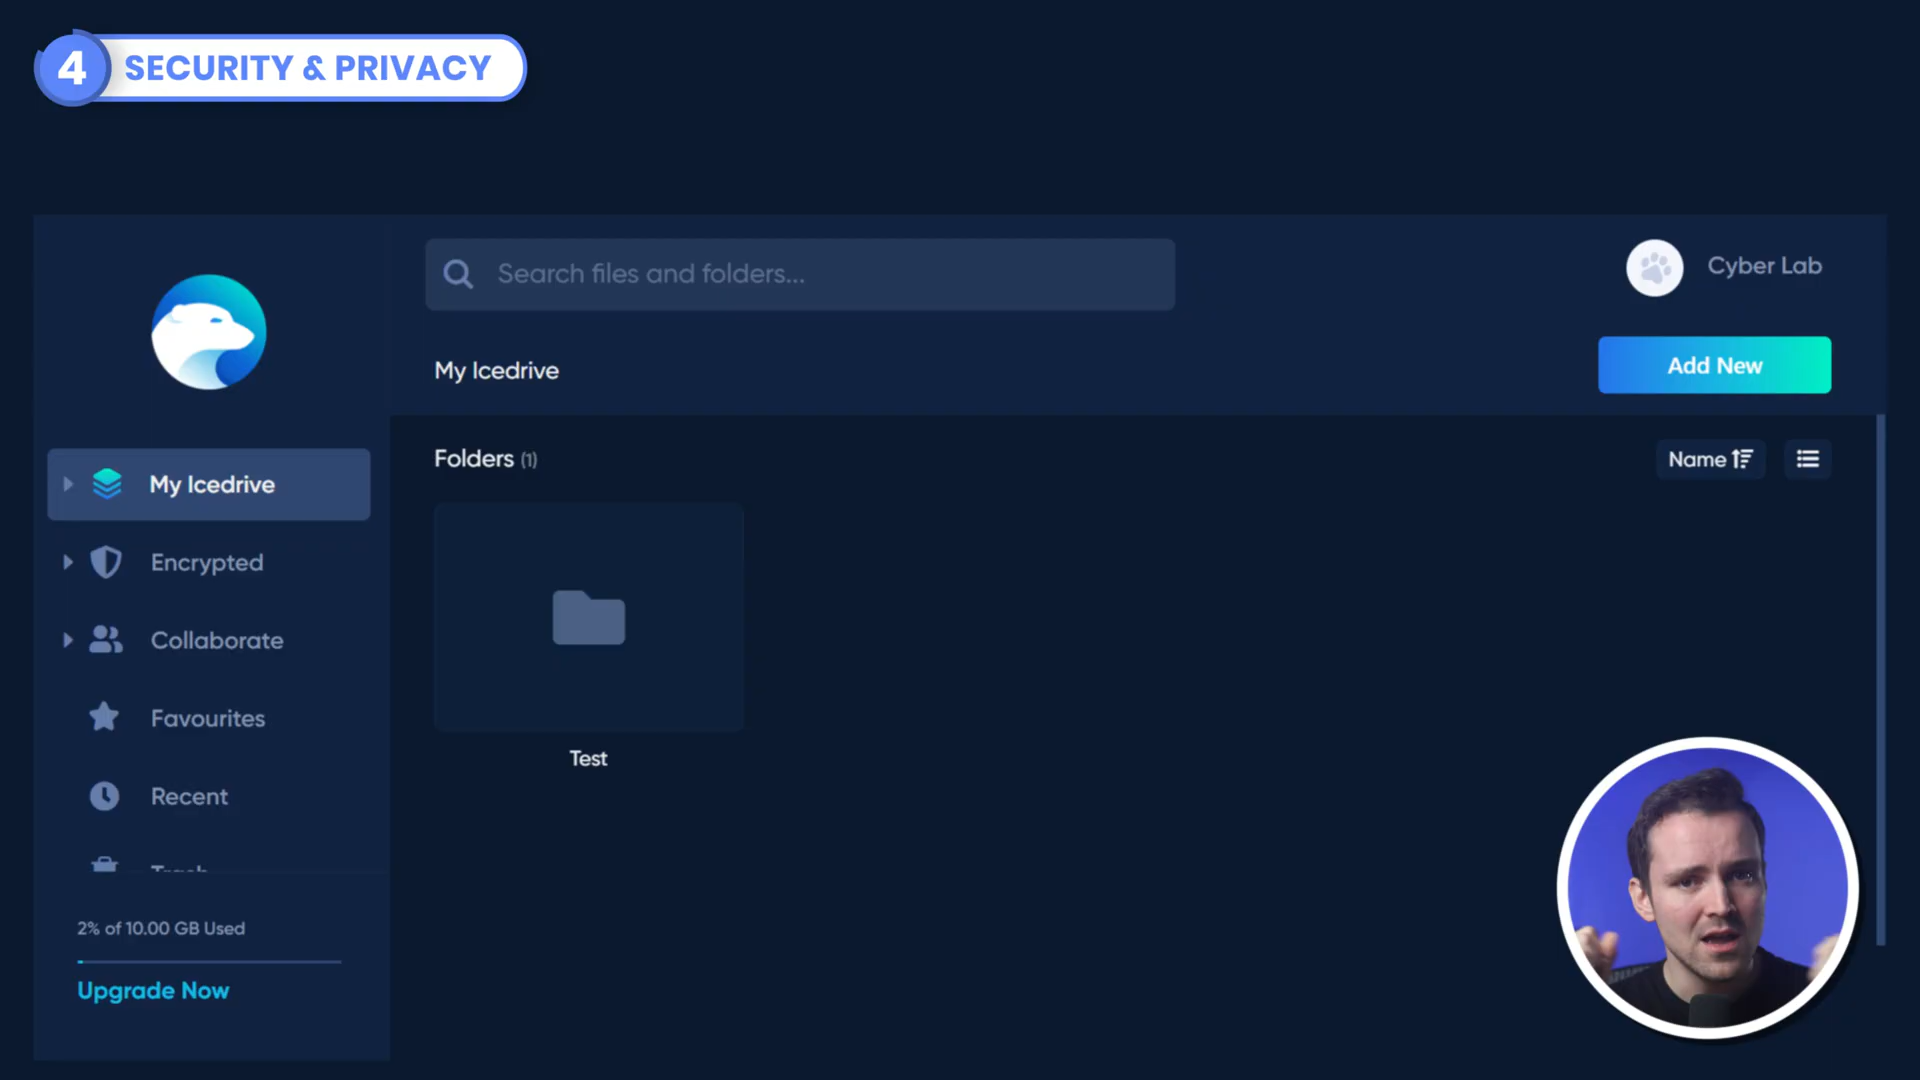 4 SECURITY & PRIVACY
Search files and folders...
Cyber Lab
My Icedrive
Add New
Folders (1)
Name
My Icedrive
Encrypted
Collaborate
Favourites
Recent
Trash
Test
2% of 10.00 GB Used
Upgrade Now